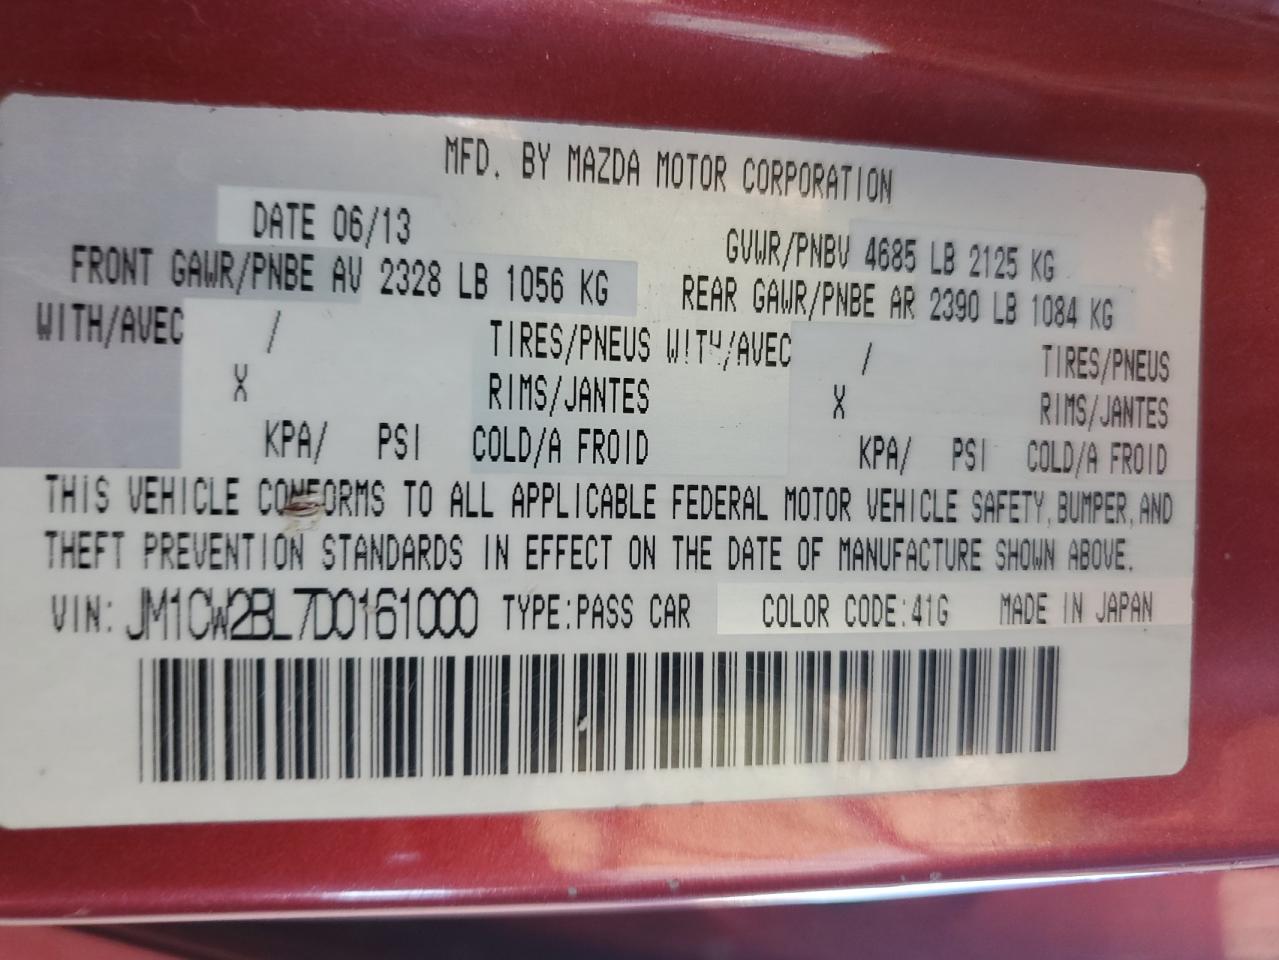 MFD. BY MAZDA MOTOR CORPORATION
DATE 06/13 GVWR/PNBV 4685 LB 2125 KG
FRONT GAWR/PNBE AV 2328 LB 1056 KG REAR GAWR/PNBE AR 2390 LB 1084 KG
WITH/AVEC / TIRES/PNEUS WITH/AVEC / TIRES/PNEUS
X RIMS/JANTES X RIMS/JANTES
KPA/ PSI COLD/A FROID KPA/ PSI COLD/A FROID
THIS VEHICLE CONFORMS TO ALL APPLICABLE FEDERAL MOTOR VEHICLE SAFETY, BUMPER, AND
THEFT PREVENTION STANDARDS IN EFFECT ON THE DATE OF MANUFACTURE SHOWN ABOVE.
VIN: JM1CW2BL7D0161000 TYPE:PASS CAR COLOR CODE:41G MADE IN JAPAN